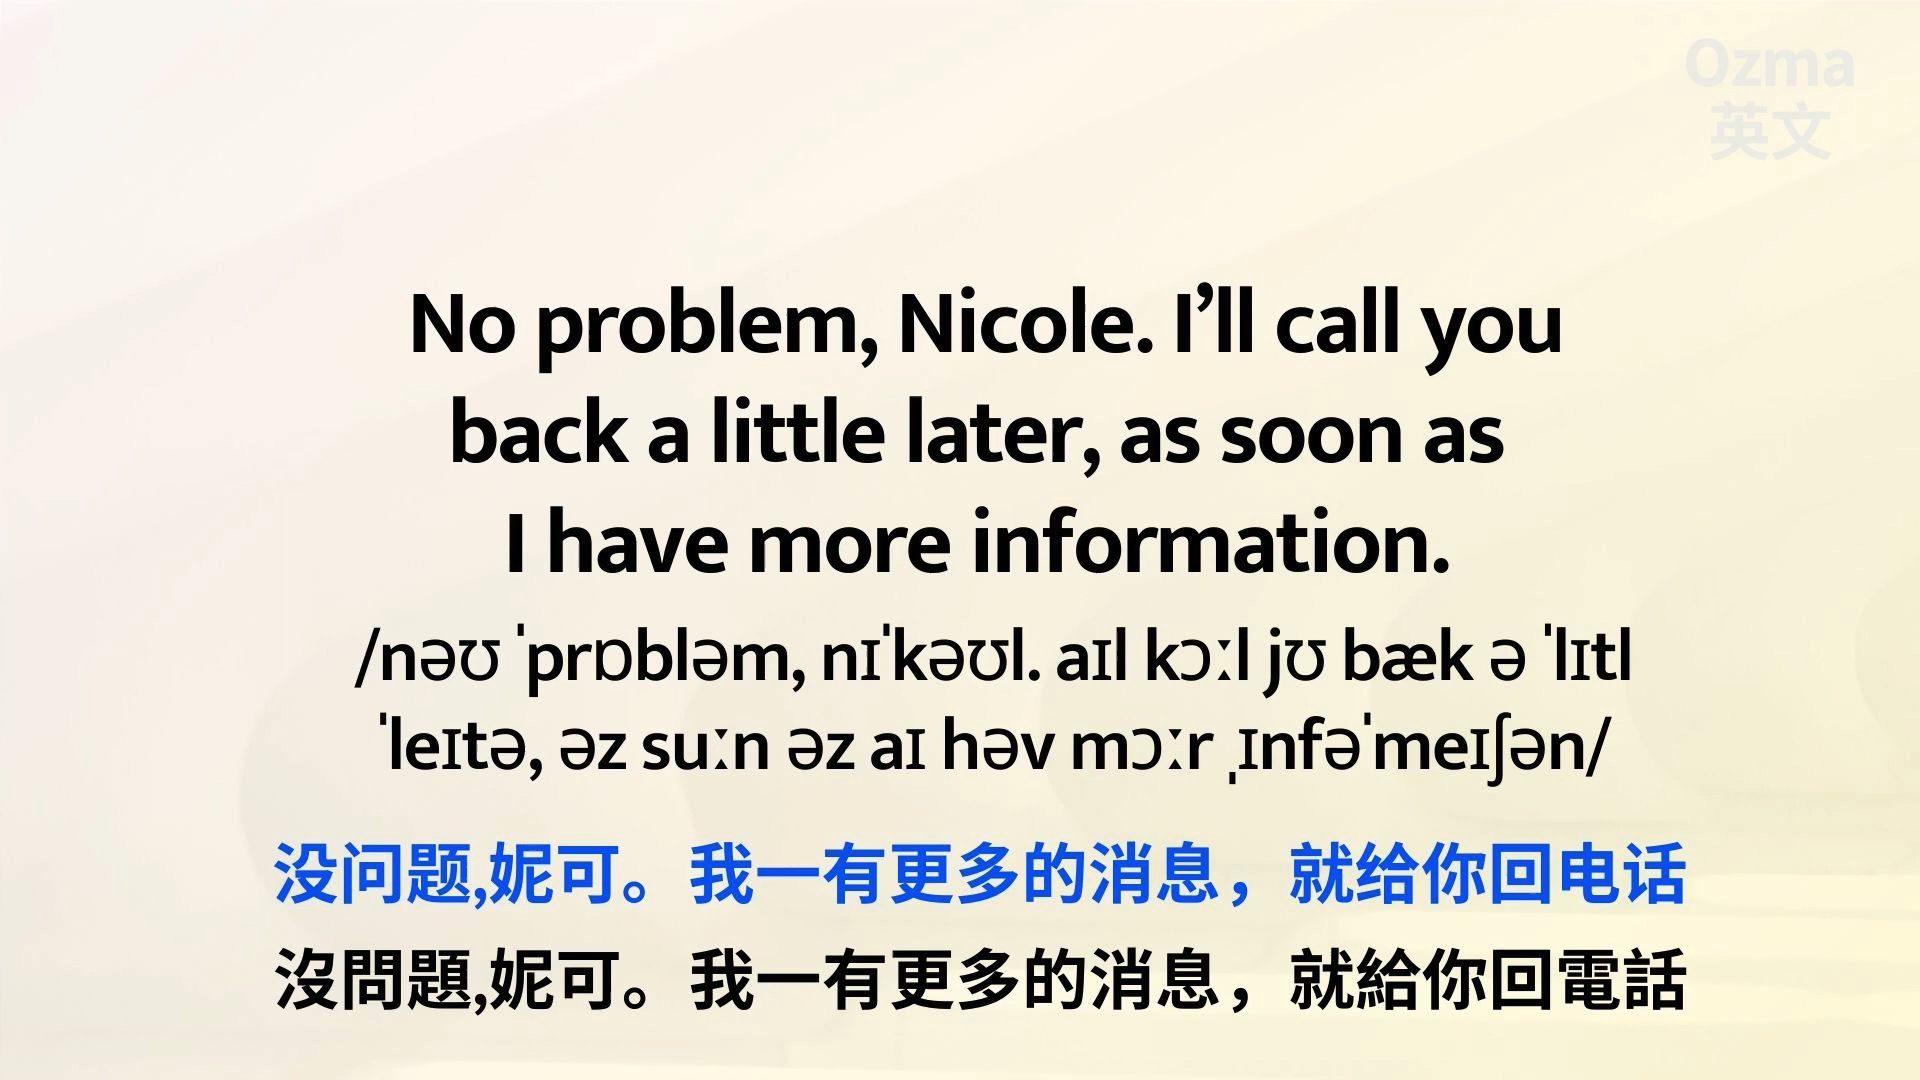 Ozma
英文
No problem, Nicole. I’ll call you
back a little later, as soon as
I have more information.
/nəʊ ˈprɒbləm, nɪˈkəʊl. aɪl kɔːl jʊ bæk ə ˈlɪtl
ˈleɪtə, əz suːn əz aɪ həv mɔːr ˌɪnfəˈmeɪʃən/
没问题,妮可。我一有更多的消息，就给你回电话
沒問題,妮可。我一有更多的消息，就給你回電話